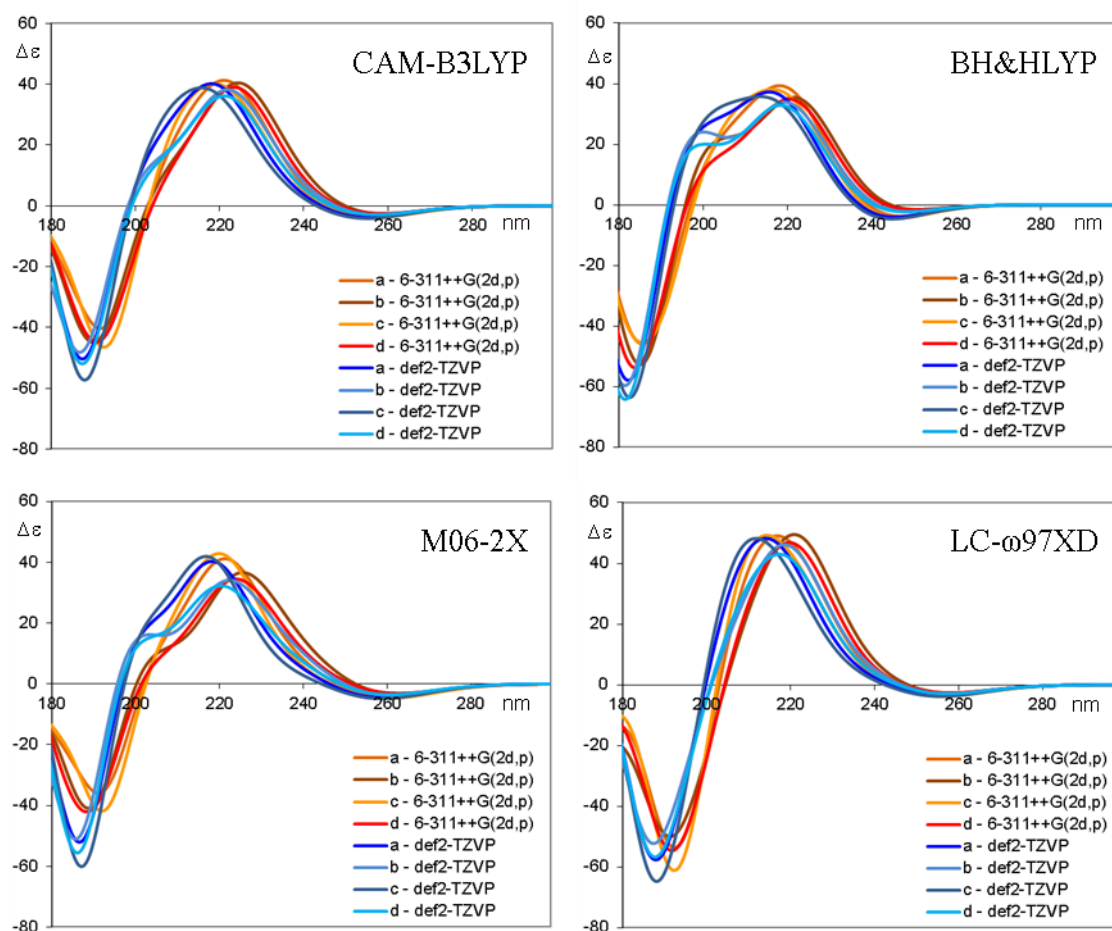 CAM-B3LYP
Δε
60
40
20
0
-20
-40
-60
-80
180 200 220 240 260 280
nm
a - 6-311++G(2d,p)
b - 6-311++G(2d,p)
c - 6-311++G(2d,p)
d - 6-311++G(2d,p)
a - def2-TZVP
b - def2-TZVP
c - def2-TZVP
d - def2-TZVP
BH&HLYP
Δε
60
40
20
0
-20
-40
-60
-80
180 200 220 240 260 280
nm
a - 6-311++G(2d,p)
b - 6-311++G(2d,p)
c - 6-311++G(2d,p)
d - 6-311++G(2d,p)
a - def2-TZVP
b - def2-TZVP
c - def2-TZVP
d - def2-TZVP
M06-2X
Δε
60
40
20
0
-20
-40
-60
-80
180 200 220 240 260 280
nm
a - 6-311++G(2d,p)
b - 6-311++G(2d,p)
c - 6-311++G(2d,p)
d - 6-311++G(2d,p)
a - def2-TZVP
b - def2-TZVP
c - def2-TZVP
d - def2-TZVP
LC-ω97XD
Δε
60
40
20
0
-20
-40
-60
-80
180 200 220 240 260 280
nm
a - 6-311++G(2d,p)
b - 6-311++G(2d,p)
c - 6-311++G(2d,p)
d - 6-311++G(2d,p)
a - def2-TZVP
b - def2-TZVP
c - def2-TZVP
d - def2-TZVP